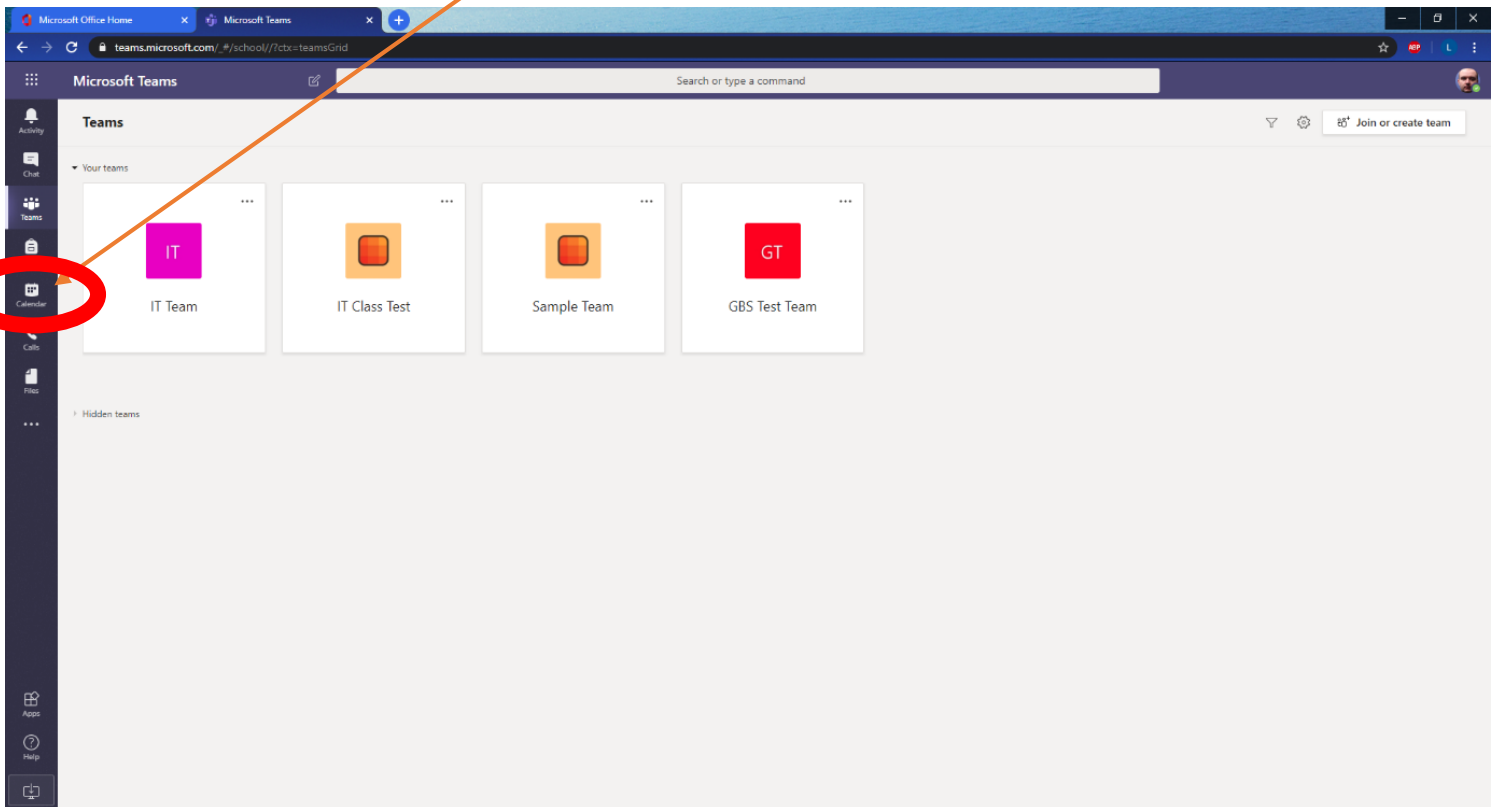 Microsoft Office Home
Microsoft Teams
teams.microsoft.com/_#/school//?ctx=teamsGrid
ABP
L
Microsoft Teams
Search or type a command
Activity
Chat
Teams
Calendar
Calls
Files
Apps
Help
Teams
Join or create team
Your teams
IT
GT
IT Team
IT Class Test
Sample Team
GBS Test Team
Hidden teams